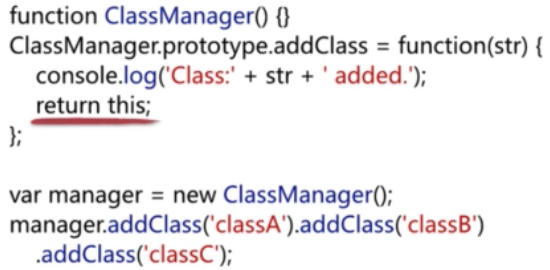 function ClassManager() {}
ClassManager.prototype.addClass = function(str) {
console.log('Class:' + str + ' added.');
return this;
};
var manager = new ClassManager();
manager.addClass('classA').addClass('classB')
.addClass('classC');